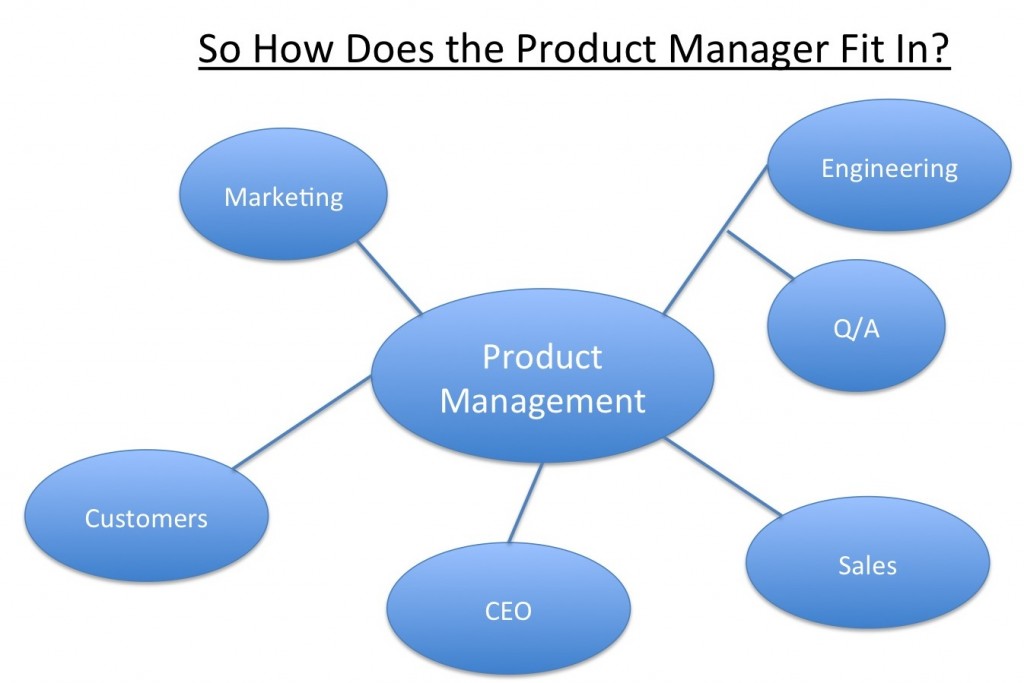 So How Does the Product Manager Fit In?
Marketing
Engineering
Q/A
Product
Management
Customers
CEO
Sales